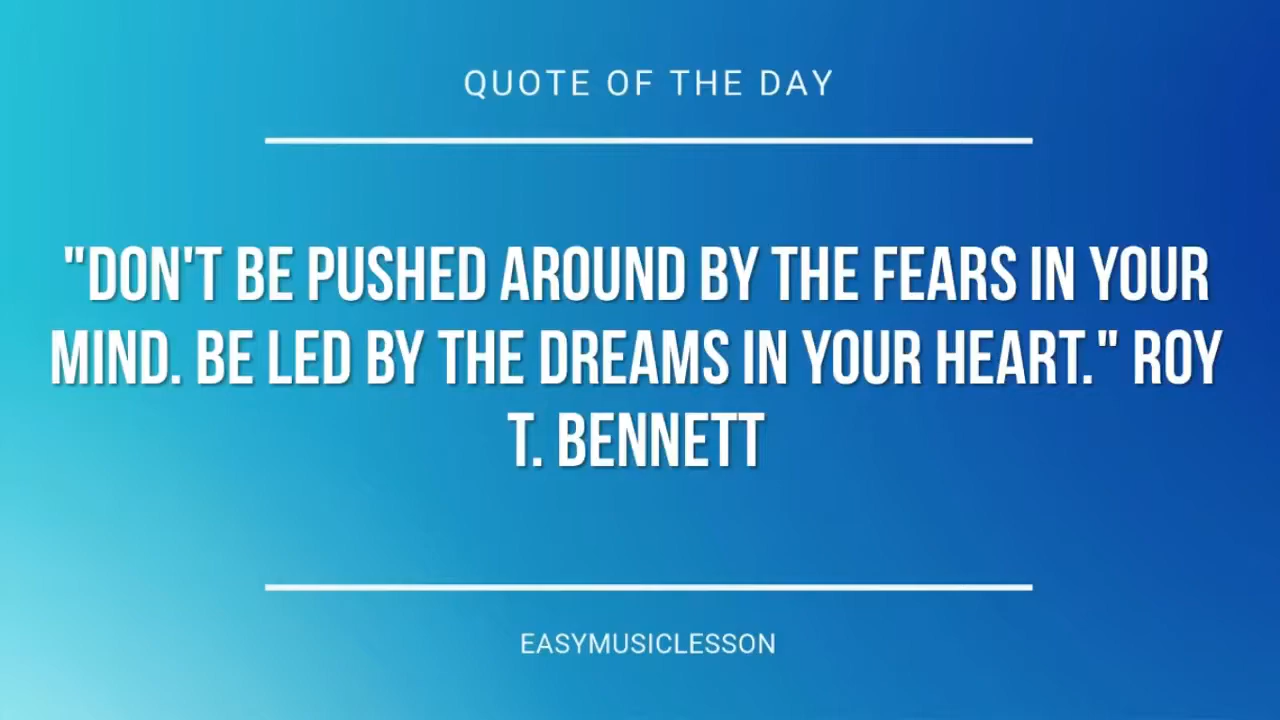 QUOTE OF THE DAY
"DON'T BE PUSHED AROUND BY THE FEARS IN YOUR
MIND. BE LED BY THE DREAMS IN YOUR HEART." ROY
T. BENNETT
EASYMUSICLESSON